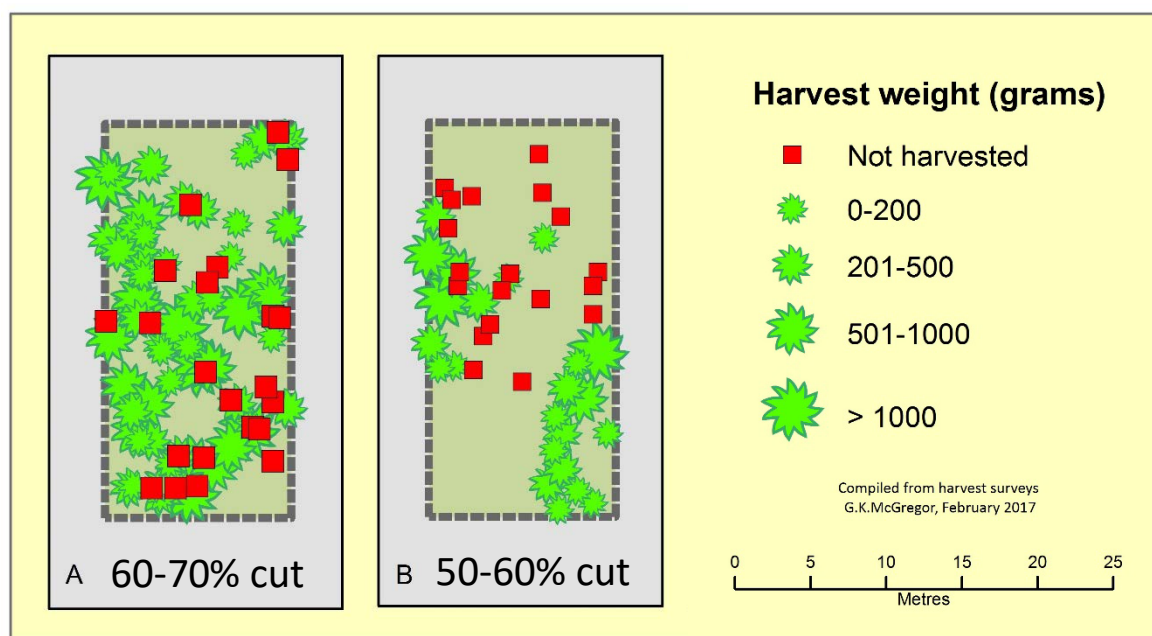 A 60-70% cut
B 50-60% cut
Harvest weight (grams)
Not harvested
0-200
201-500
501-1000
> 1000
Compiled from harvest surveys
G.K.McGregor, February 2017
0 5 10 15 20 25
Metres